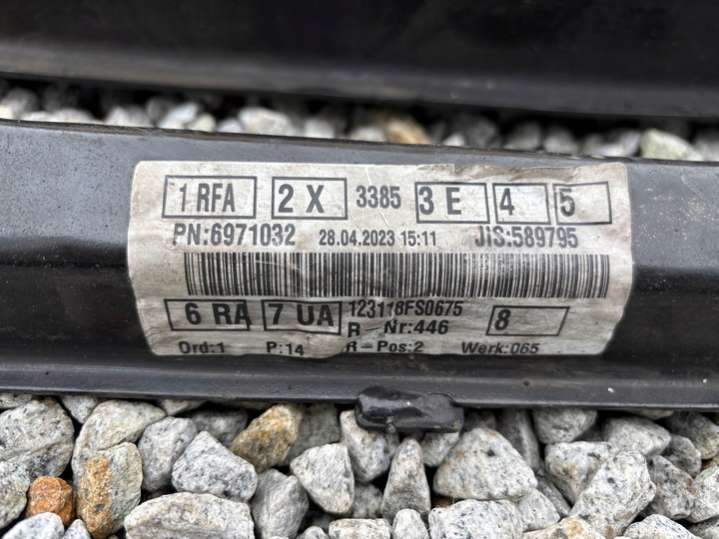 1 RFA 2 X 3385 3 E 4 5
PN:6971032 28.04.2023 15:11 JiS:589795
6 RA 7 UA 123118FS0675 8
R-Nr:446
Ord:1 P:14 R-Pos:2 Werk:065